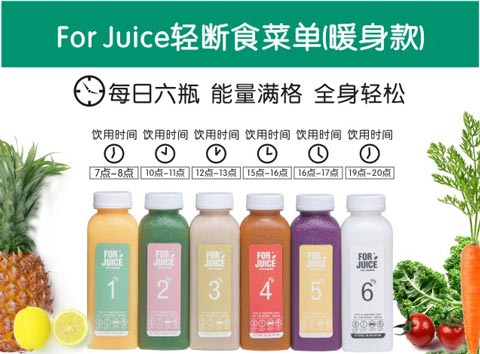 For Juice轻断食菜单(暖身款)
每日六瓶 能量满格 全身轻松
饮用时间 饮用时间 饮用时间 饮用时间 饮用时间 饮用时间
7点-8点 10点-11点 12点-13点 15点-16点 16点-17点 19点-20点
FOR JUICE
1
FOR JUICE
2
FOR JUICE
3
FOR JUICE
4
FOR JUICE
5
FOR JUICE
6